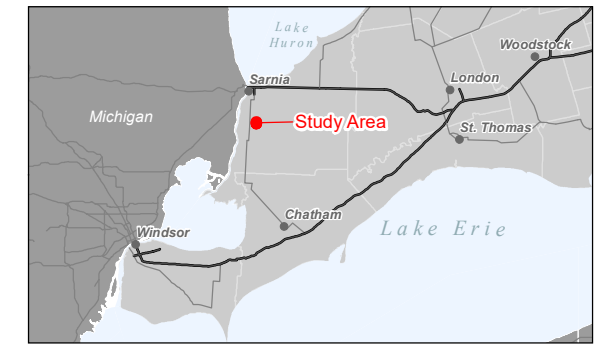 Lake
Huron
Woodstock
Sarnia
London
Michigan
Study Area
St. Thomas
Chatham
Lake Erie
Windsor